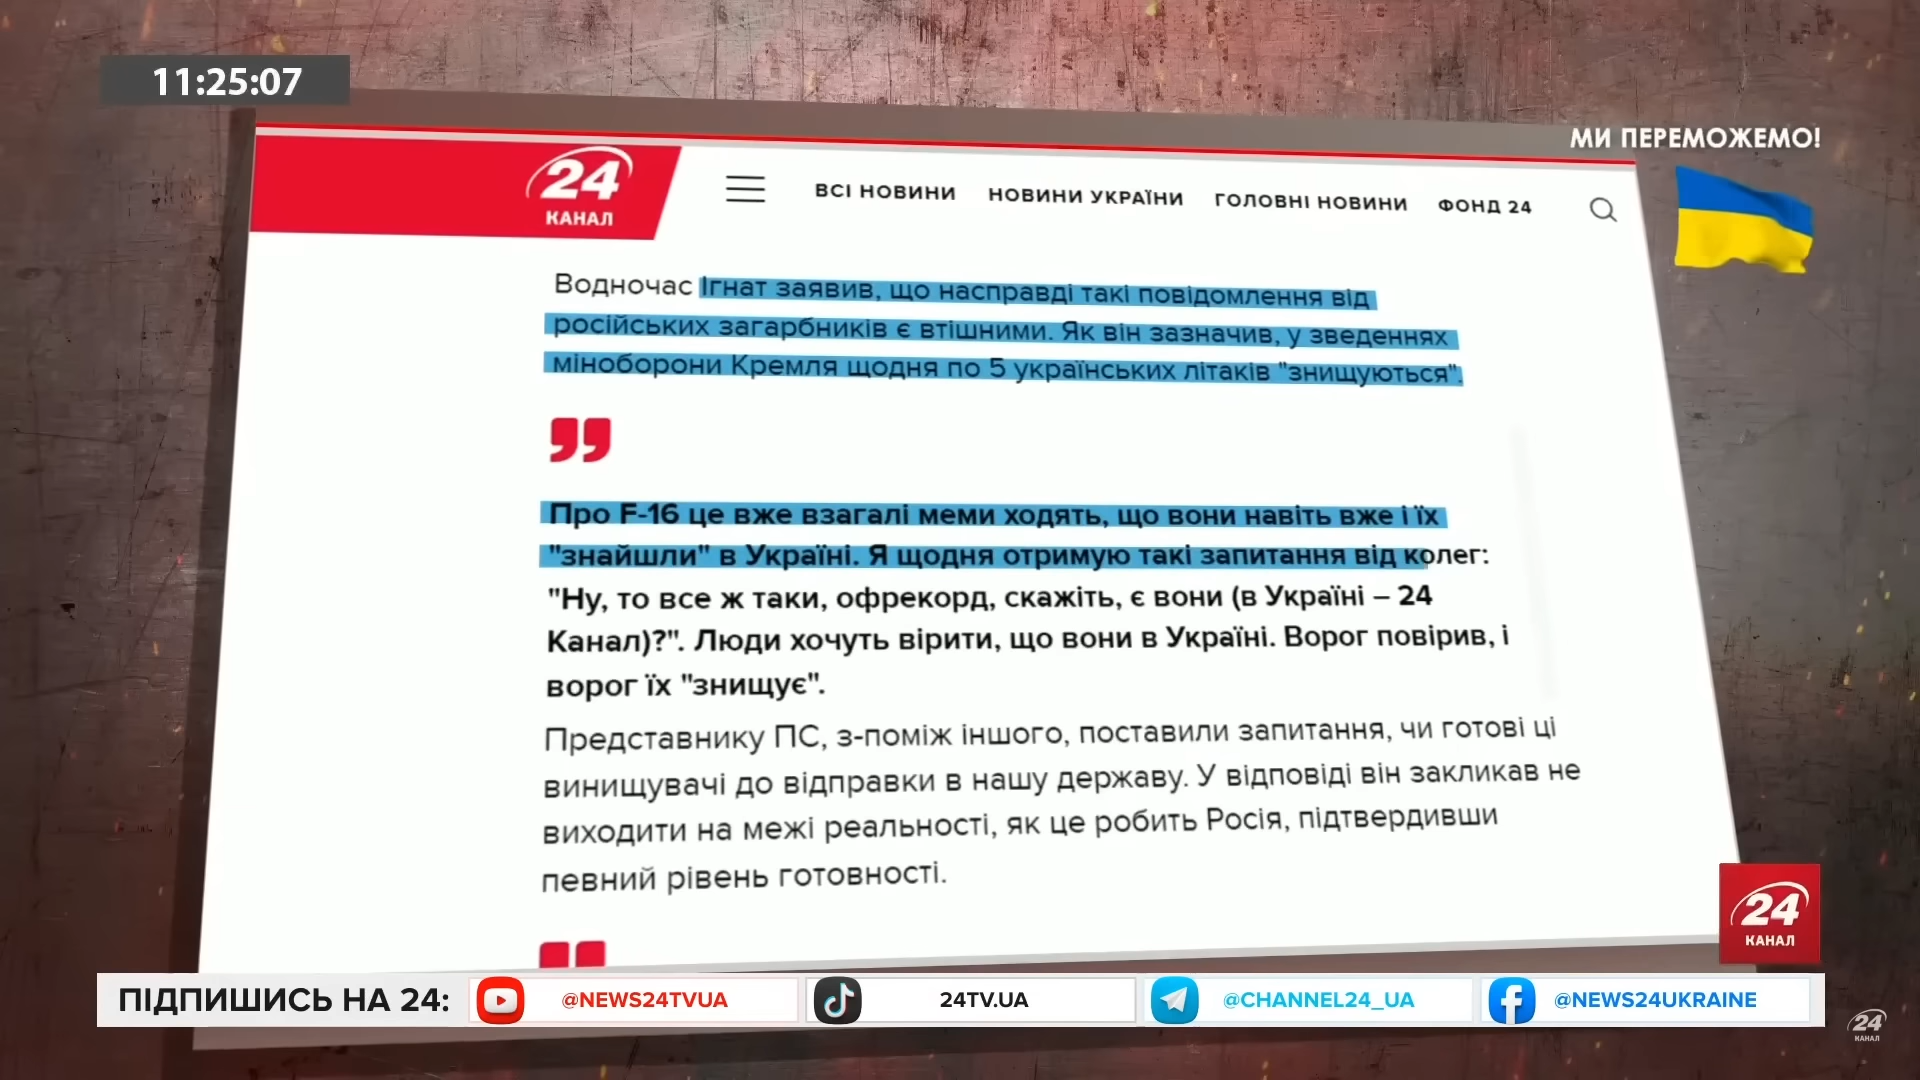 11:25:07
МИ ПЕРЕМОЖЕМО!
24
КАНАЛ
ВСІ НОВИНИ НОВИНИ УКРАЇНИ ГОЛОВНІ НОВИНИ ФОНД 24
Водночас Ігнат заявив, що насправді такі повідомлення від
російських загарбників є втішними. Як він зазначив, у зведеннях
міноборони Кремля щодня по 5 українських літаків "знищуються".
Про F-16 це вже взагалі меми ходять, що вони навіть вже і їх
"знайшли" в Україні. Я щодня отримую такі запитання від колег:
"Ну, то все ж таки, офрекорд, скажіть, є вони (в Україні – 24
Канал)?". Люди хочуть вірити, що вони в Україні. Ворог повірив, і
ворог їх "знищує".
Представнику ПС, з-поміж іншого, поставили запитання, чи готові ці
винищувачі до відправки в нашу державу. У відповіді він закликав не
виходити на межі реальності, як це робить Росія, підтвердивши
певний рівень готовності.
24
КАНАЛ
ПІДПИШИСЬ НА 24: @NEWS24TVUA 24TV.UA @CHANNEL24_UA @NEWS24UKRAINE
24
КАНАЛ